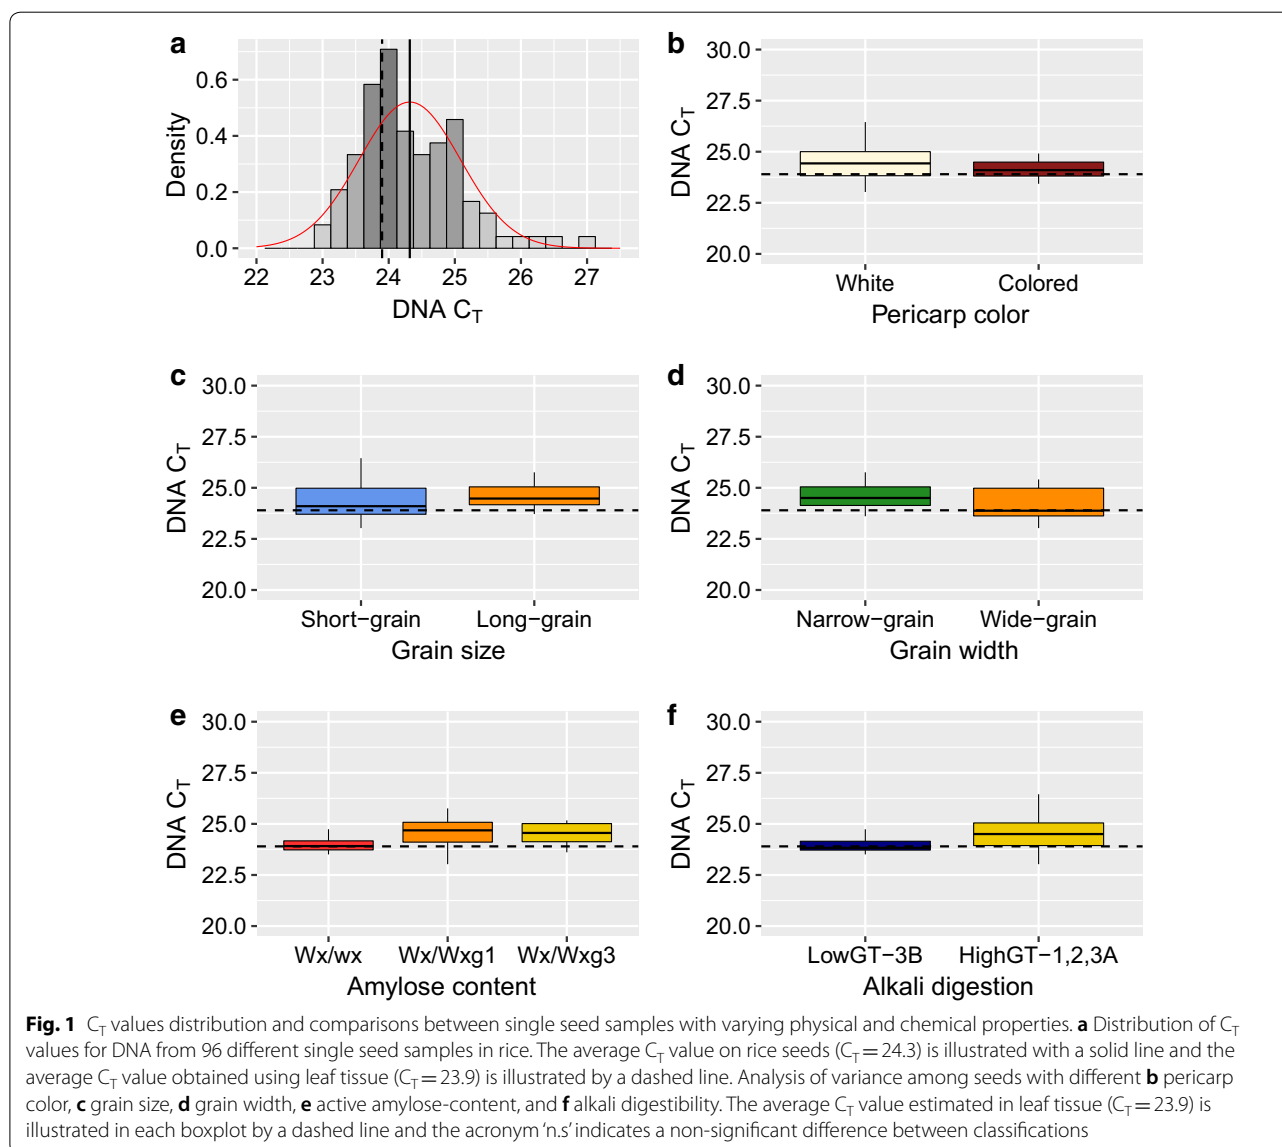 a
0.6
0.4
0.2
0.0
Density
22 23 24 25 26 27
DNA CT
b
30.0
27.5
25.0
22.5
20.0
DNA CT
White Colored
Pericarp color
c
30.0
27.5
25.0
22.5
20.0
DNA CT
Short−grain Long−grain
Grain size
d
30.0
27.5
25.0
22.5
20.0
DNA CT
Narrow−grain Wide−grain
Grain width
e
30.0
27.5
25.0
22.5
20.0
DNA CT
Wx/wx Wx/Wxg1 Wx/Wxg3
Amylose content
f
30.0
27.5
25.0
22.5
20.0
DNA CT
LowGT−3B HighGT−1,2,3A
Alkali digestion
Fig. 1 CT values distribution and comparisons between single seed samples with varying physical and chemical properties. a Distribution of CT
values for DNA from 96 different single seed samples in rice. The average CT value on rice seeds (CT = 24.3) is illustrated with a solid line and the
average CT value obtained using leaf tissue (CT = 23.9) is illustrated by a dashed line. Analysis of variance among seeds with different b pericarp
color, c grain size, d grain width, e active amylose-content, and f alkali digestibility. The average CT value estimated in leaf tissue (CT = 23.9) is
illustrated in each boxplot by a dashed line and the acronym ‘n.s’ indicates a non-significant difference between classifications